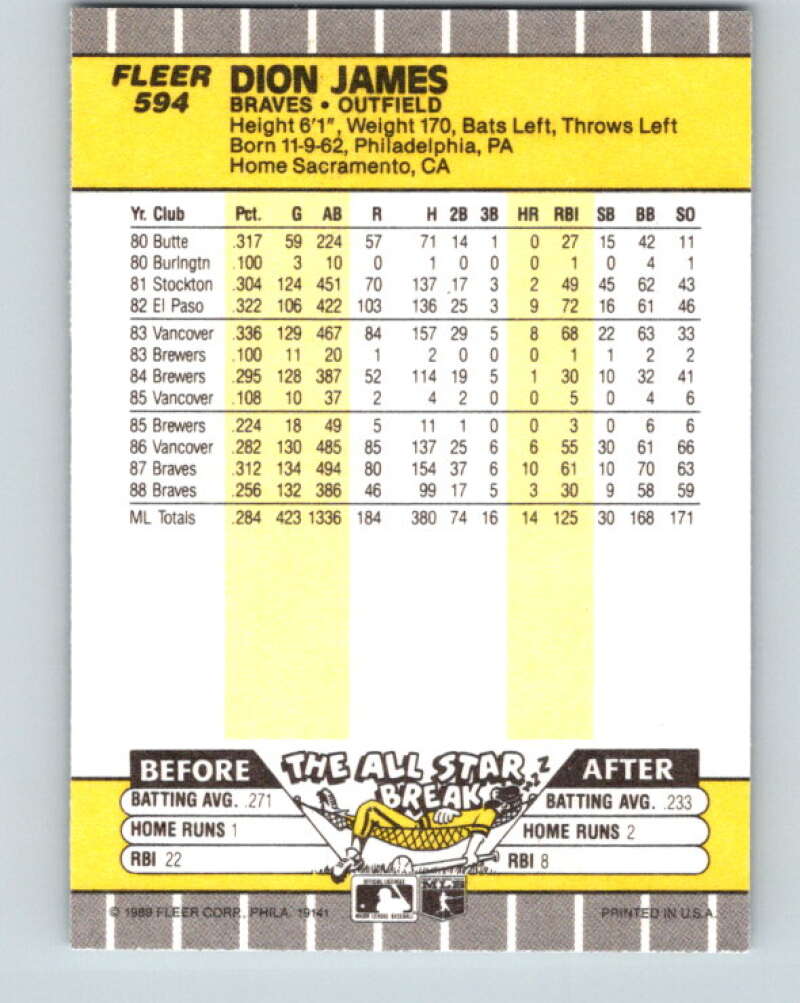 FLEER DION JAMES
594 BRAVES • OUTFIELD
Height 6'1", Weight 170, Bats Left, Throws Left
Born 11-9-62, Philadelphia, PA
Home Sacramento, CA
Yr. Club Pct. G AB R H 2B 3B HR RBI SB BB SO
80 Butte .317 59 224 57 71 14 1 0 27 15 42 11
80 Burlngtn .100 3 10 0 1 0 0 0 1 0 4 1
81 Stockton .304 124 451 70 137 .17 3 2 49 45 62 43
82 El Paso .322 106 422 103 136 25 3 9 72 16 61 46
83 Vancover .336 129 467 84 157 29 5 8 68 22 63 33
83 Brewers .100 11 20 1 2 0 0 0 1 1 2 2
84 Brewers .295 128 387 52 114 19 5 1 30 10 32 41
85 Vancover .108 10 37 2 4 2 0 0 5 0 4 6
85 Brewers .224 18 49 5 11 1 0 0 3 0 6 6
86 Vancover .282 130 485 85 137 25 6 6 55 30 61 66
87 Braves .312 134 494 80 154 37 6 10 61 10 70 63
88 Braves .256 132 386 46 99 17 5 3 30 9 58 59
ML Totals .284 423 1336 184 380 74 16 14 125 30 168 171
BEFORE THE ALL STAR BREAK AFTER
BATTING AVG. .271 BATTING AVG. .233
HOME RUNS 1 HOME RUNS 2
RBI 22 RBI 8
© 1989 FLEER CORP., PHILA. 19141 MLB PRINTED IN U.S.A.